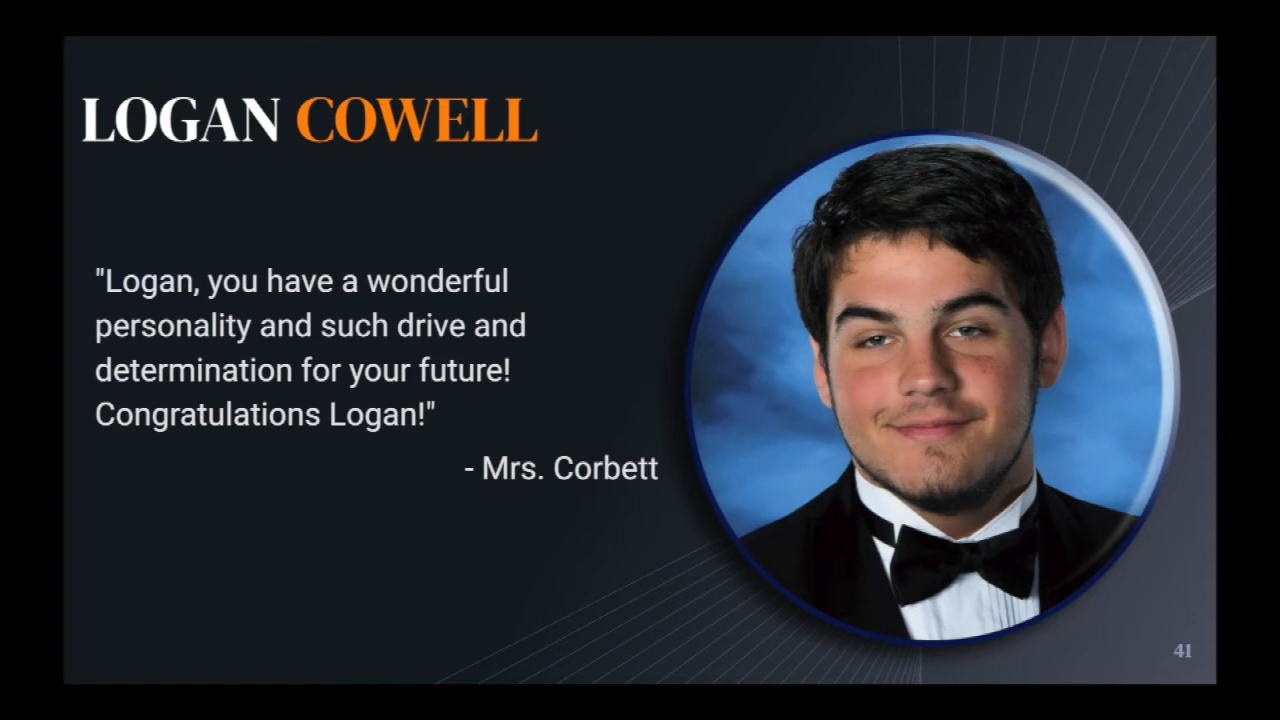 LOGAN COWELL
"Logan, you have a wonderful
personality and such drive and
determination for your future!
Congratulations Logan!"
- Mrs. Corbett
41